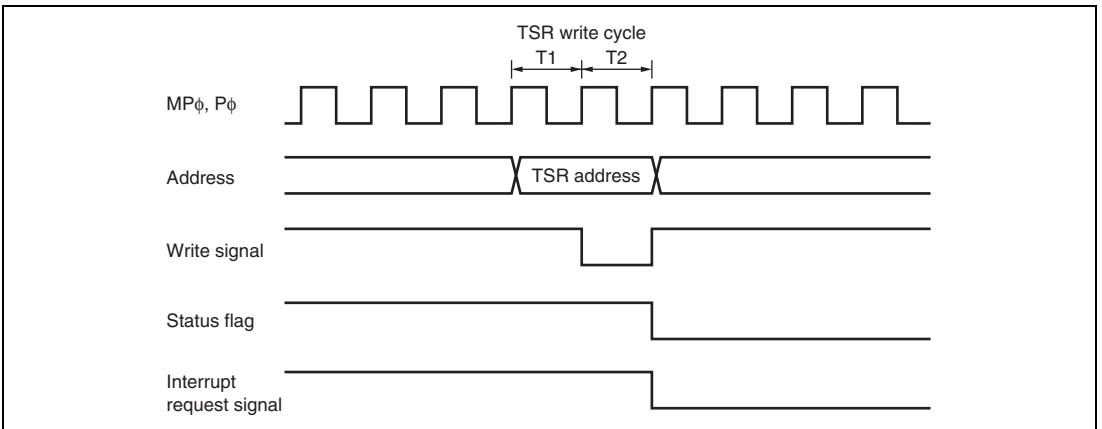 TSR write cycle
T1 T2
MPϕ, Pϕ
Address
TSR address
Write signal
Status flag
Interrupt
request signal